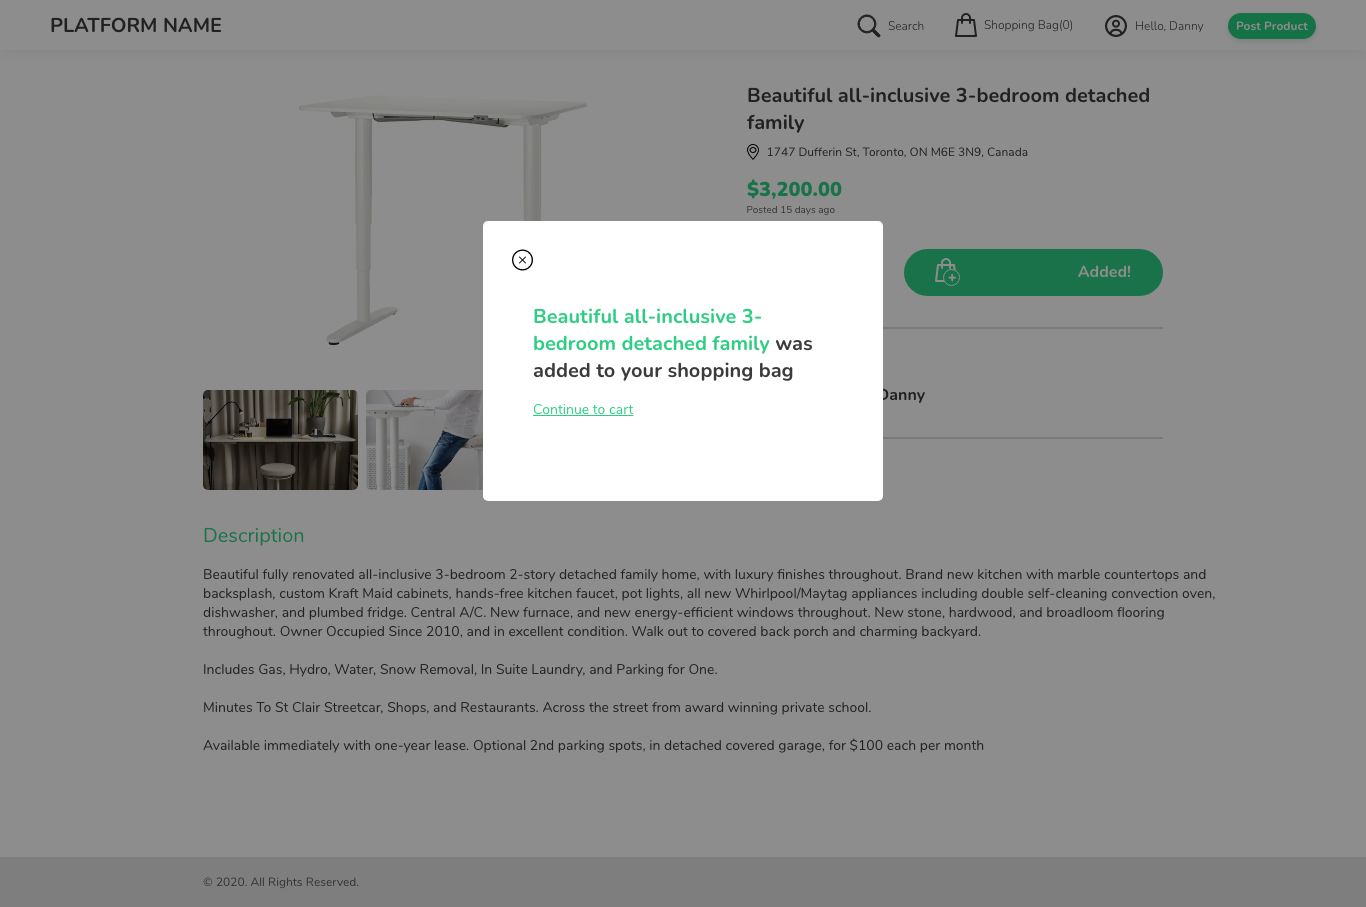 PLATFORM NAME
Search
Shopping Bag(0)
Hello, Danny
Post Product
Beautiful all-inclusive 3-bedroom detached
family
1747 Dufferin St, Toronto, ON M6E 3N9, Canada
$3,200.00
Posted 15 days ago
Added!
Danny
Beautiful all-inclusive 3-
bedroom detached family was
added to your shopping bag
Continue to cart
Description
Beautiful fully renovated all-inclusive 3-bedroom 2-story detached family home, with luxury finishes throughout. Brand new kitchen with marble countertops and
backsplash, custom Kraft Maid cabinets, hands-free kitchen faucet, pot lights, all new Whirlpool/Maytag appliances including double self-cleaning convection oven,
dishwasher, and plumbed fridge. Central A/C. New furnace, and new energy-efficient windows throughout. New stone, hardwood, and broadloom flooring
throughout. Owner Occupied Since 2010, and in excellent condition. Walk out to covered back porch and charming backyard.
Includes Gas, Hydro, Water, Snow Removal, In Suite Laundry, and Parking for One.
Minutes To St Clair Streetcar, Shops, and Restaurants. Across the street from award winning private school.
Available immediately with one-year lease. Optional 2nd parking spots, in detached covered garage, for $100 each per month
© 2020. All Rights Reserved.